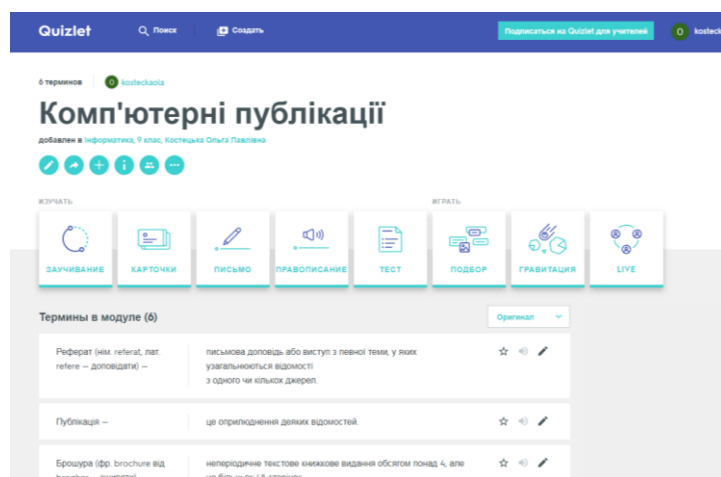 Quizlet
Поиск
Создать
Подписаться на Quizlet для учителей
O
kosteck
6 терминов
O
kosteckaola
Комп'ютерні публікації
добавлен в Інформатика, 9 клас, Костецька Ольга Павлівна
ИЗУЧАТЬ
ИГРАТЬ
ЗАУЧИВАНИЕ
КАРТОЧКИ
ПИСЬМО
ПРАВОПИСАНИЕ
ТЕСТ
ПОДБОР
ГРАВИТАЦИЯ
LIVE
Термины в модуле (6)
Оригинал
Реферат (нім. referat, лат.
refere — доповідати) —
письмова доповідь або виступ з певної теми, у яких
узагальнюються відомості
з одного чи кількох джерел.
Публікація —
це оприлюднення деяких відомостей.
Брошура (фр. brochure від
неперіодичне текстове книжкове видання обсягом понад 4, але